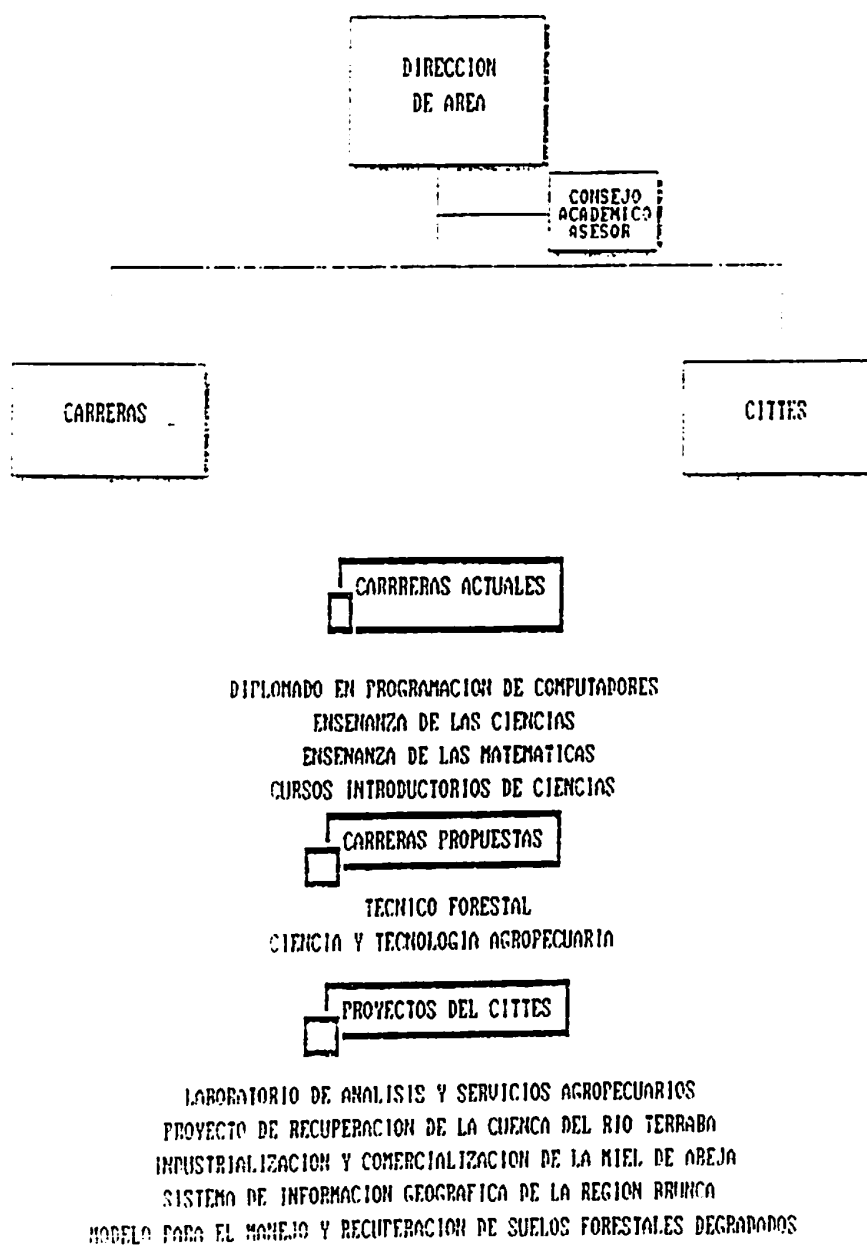 DIRECCION
DE AREA
CONSEJO
ACADEMICO
ASESOR
CARRERAS
CITTES
CARRRERAS ACTUALES
DIPLOMADO EN PROGRAMACION DE COMPUTADORES
ENSENANZA DE LAS CIENCIAS
ENSENANZA DE LAS MATEMATICAS
CURSOS INTRODUCTORIOS DE CIENCIAS
CARRERAS PROPUESTAS
TECNICO FORESTAL
CIENCIA Y TECNOLOGIA AGROPECUARIA
PROYECTOS DEL CITTES
LABORATORIO DE ANALISIS Y SERVICIOS AGROPECUARIOS
PROYECTO DE RECUPERACION DE LA CUENCA DEL RIO TERRABA
INDUSTRIALIZACION Y COMERCIALIZACION DE LA MIEL DE ABEJA
SISTEMA DE INFORMACION GEOGRAFICA DE LA REGION BRUNCA
MODELO PARA EL MANEJO Y RECUPERACION DE SUELOS FORESTALES DEGRADADOS